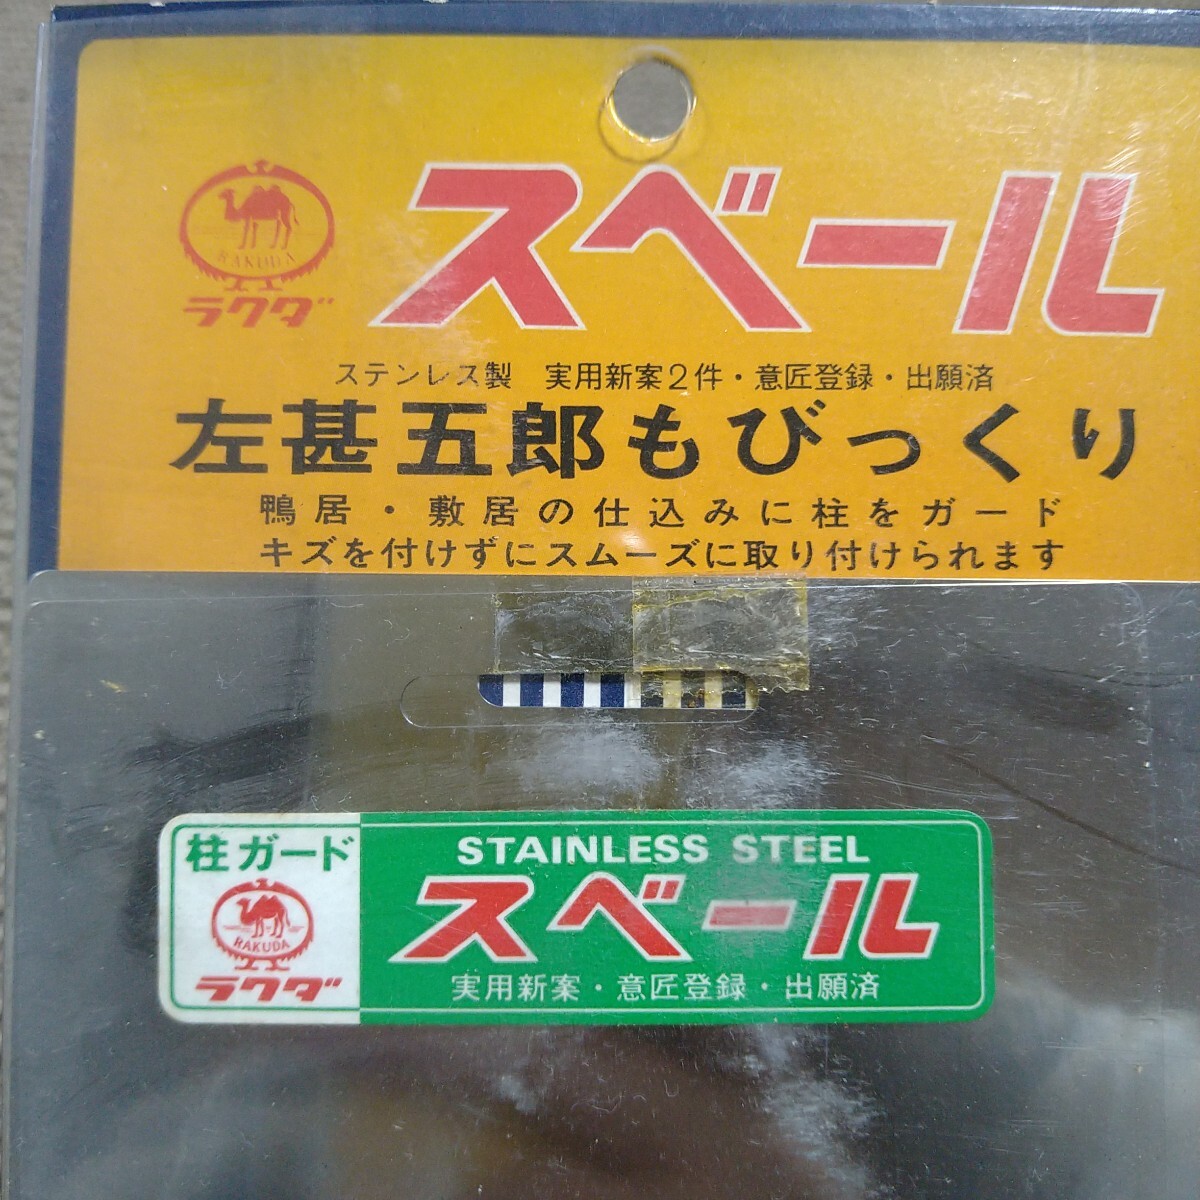 RAKUDA
ラクダ
スベール
ステンレス製 実用新案2件・意匠登録・出願済
左甚五郎もびっくり
鴨居・敷居の仕込みに柱をガード
キズを付けずにスムーズに取り付けられます
柱ガード
RAKUDA
ラクダ
STAINLESS STEEL
スベール
実用新案・意匠登録・出願済